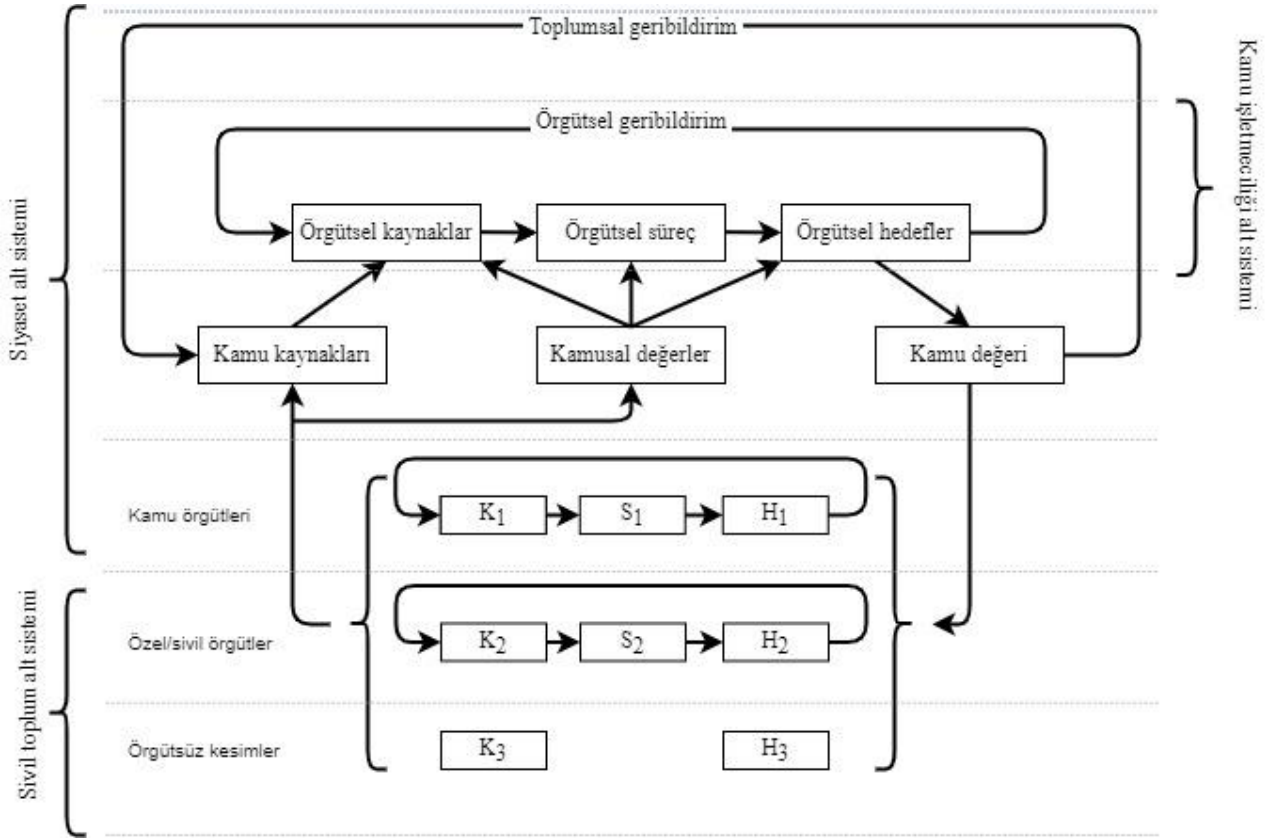 Toplumsal geribildirim
Kamu işletmeciliği alt sistemi
Örgütsel geribildirim
Siyaset alt sistemi
Örgütsel kaynaklar
Örgütsel süreç
Örgütsel hedefler
Kamu kaynakları
Kamusal değerler
Kamu değeri
Kamu örgütleri
K1
S1
H1
Sivil toplum alt sistemi
Özel/sivil örgütler
K2
S2
H2
Örgütsüz kesimler
K3
H3